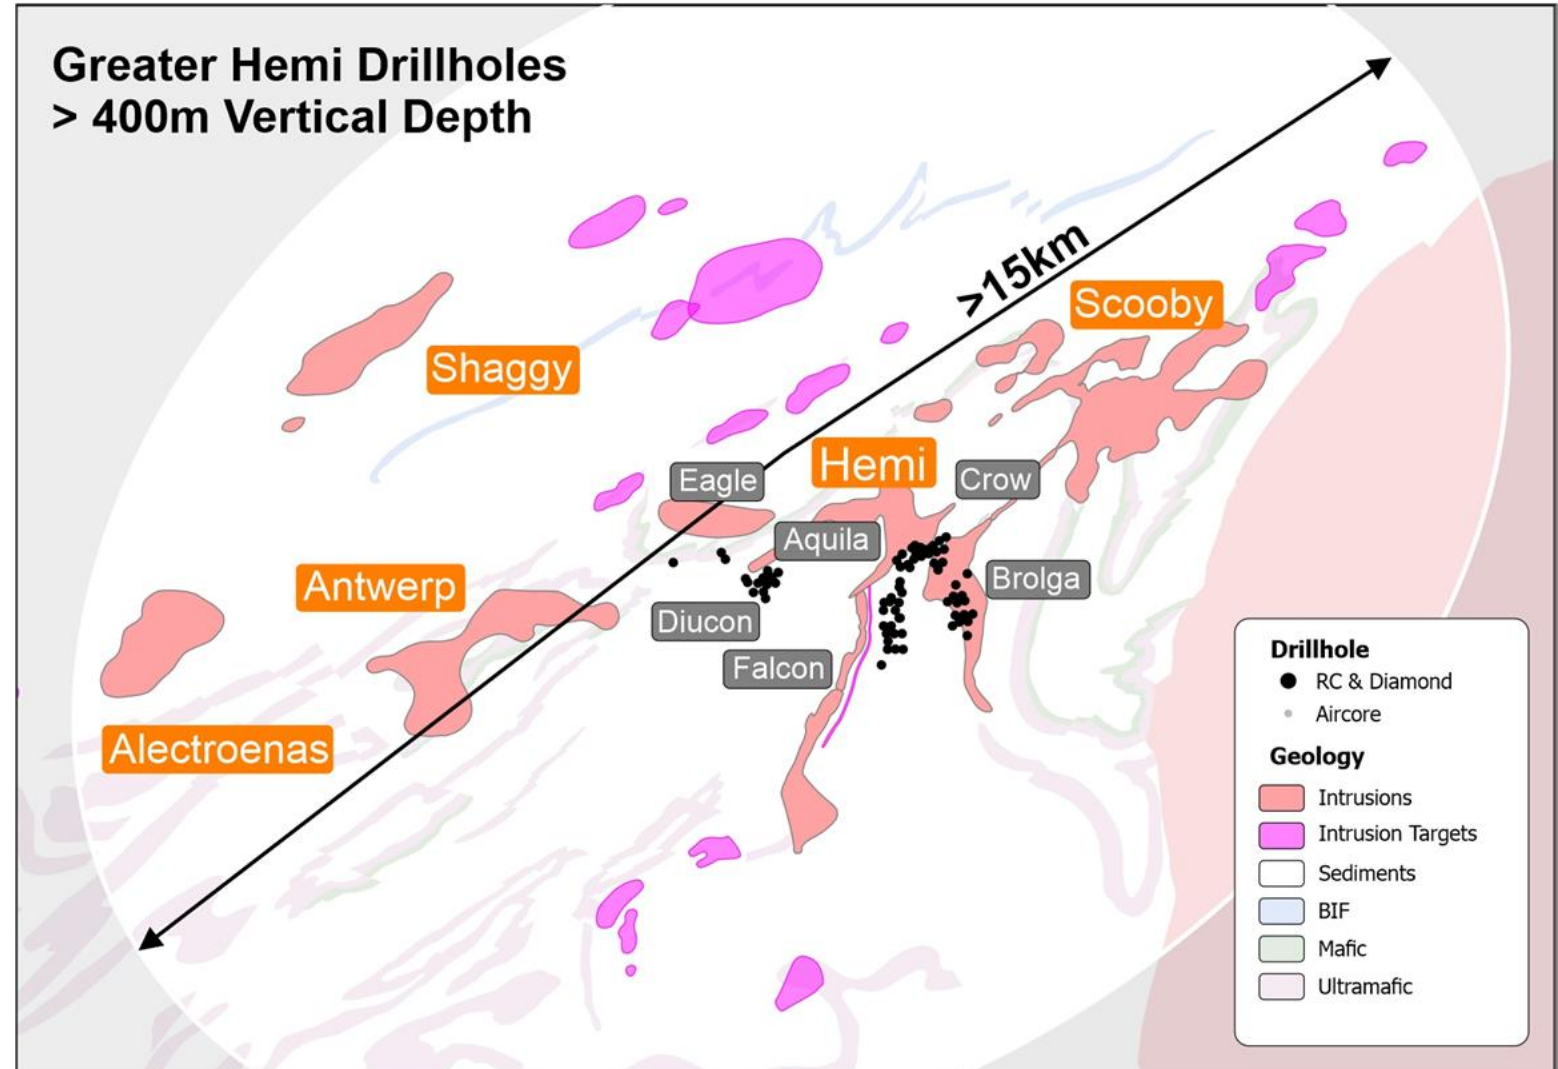 Greater Hemi Drillholes
> 400m Vertical Depth
>15km
Scooby
Shaggy
Hemi
Eagle
Crow
Aquila
Antwerp
Brolga
Diucon
Falcon
Alectroenas
Drillhole
RC & Diamond
Aircore
Geology
Intrusions
Intrusion Targets
Sediments
BIF
Mafic
Ultramafic